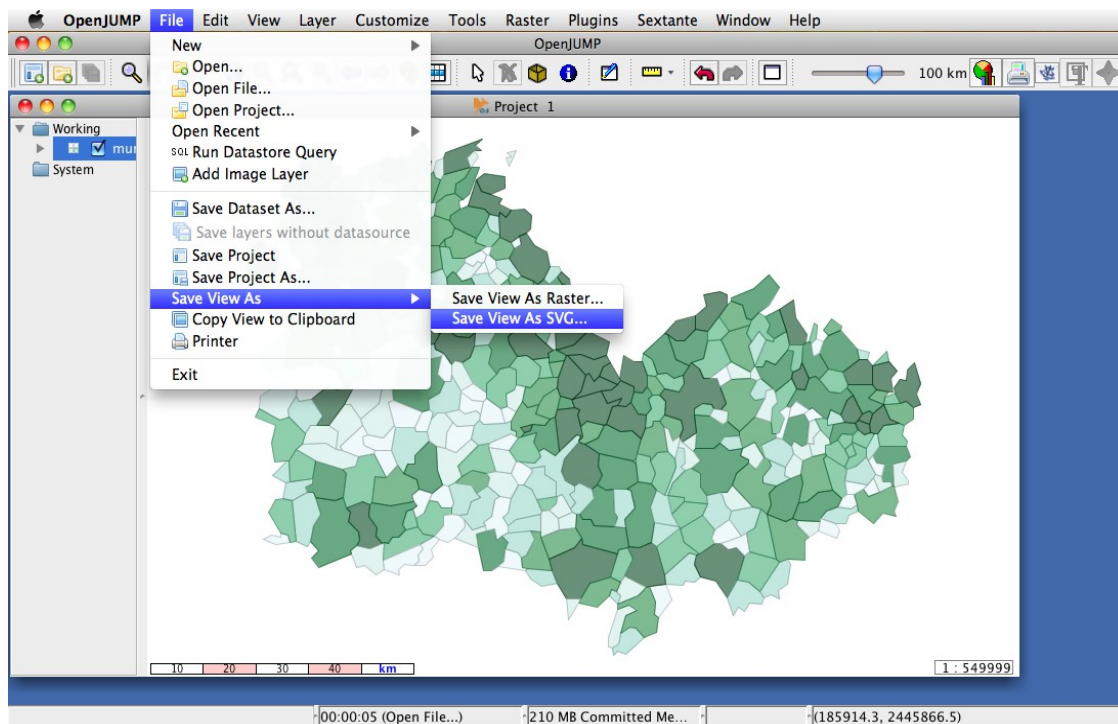 OpenJUMP File Edit View Layer Customize Tools Raster Plugins Sextante Window Help
OpenJUMP
100 km
Project 1
Working
mun
System
New
Open...
Open File...
Open Project...
Open Recent
SQL Run Datastore Query
Add Image Layer
Save Dataset As...
Save layers without datasource
Save Project
Save Project As...
Save View As
Copy View to Clipboard
Printer
Exit
Save View As Raster...
Save View As SVG...
10 20 30 40 km
1 : 549999
00:00:05 (Open File...) 210 MB Committed Me... (185914.3, 2445866.5)